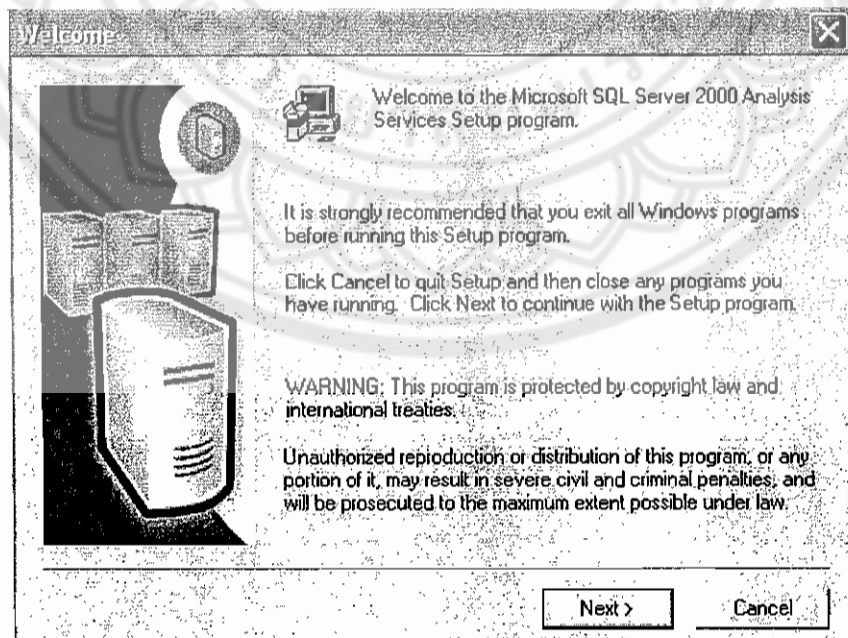 Welcome
Welcome to the Microsoft SQL Server 2000 Analysis
Services Setup program.
It is strongly recommended that you exit all Windows programs
before running this Setup program.
Click Cancel to quit Setup and then close any programs you
have running. Click Next to continue with the Setup program.
WARNING: This program is protected by copyright law and
international treaties.
Unauthorized reproduction or distribution of this program, or any
portion of it, may result in severe civil and criminal penalties, and
will be prosecuted to the maximum extent possible under law.
Next >
Cancel